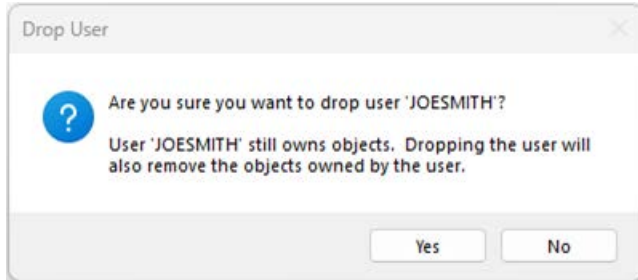 Drop User
Are you sure you want to drop user 'JOESMITH'?
User 'JOESMITH' still owns objects.  Dropping the user will
also remove the objects owned by the user.
Yes No